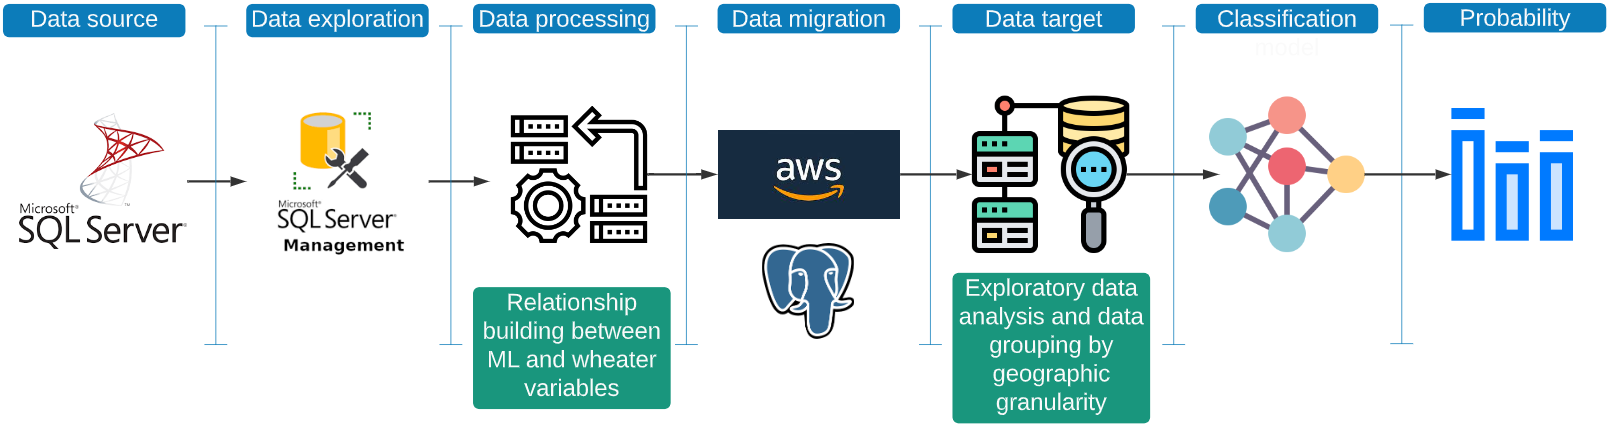 Data source
Data exploration
Data processing
Data migration
Data target
Classification
model
Probability
Microsoft®
SQL Server®
Microsoft®
SQL Server®
Management
aws
Relationship
building between
ML and wheater
variables
Exploratory data
analysis and data
grouping by
geographic
granularity